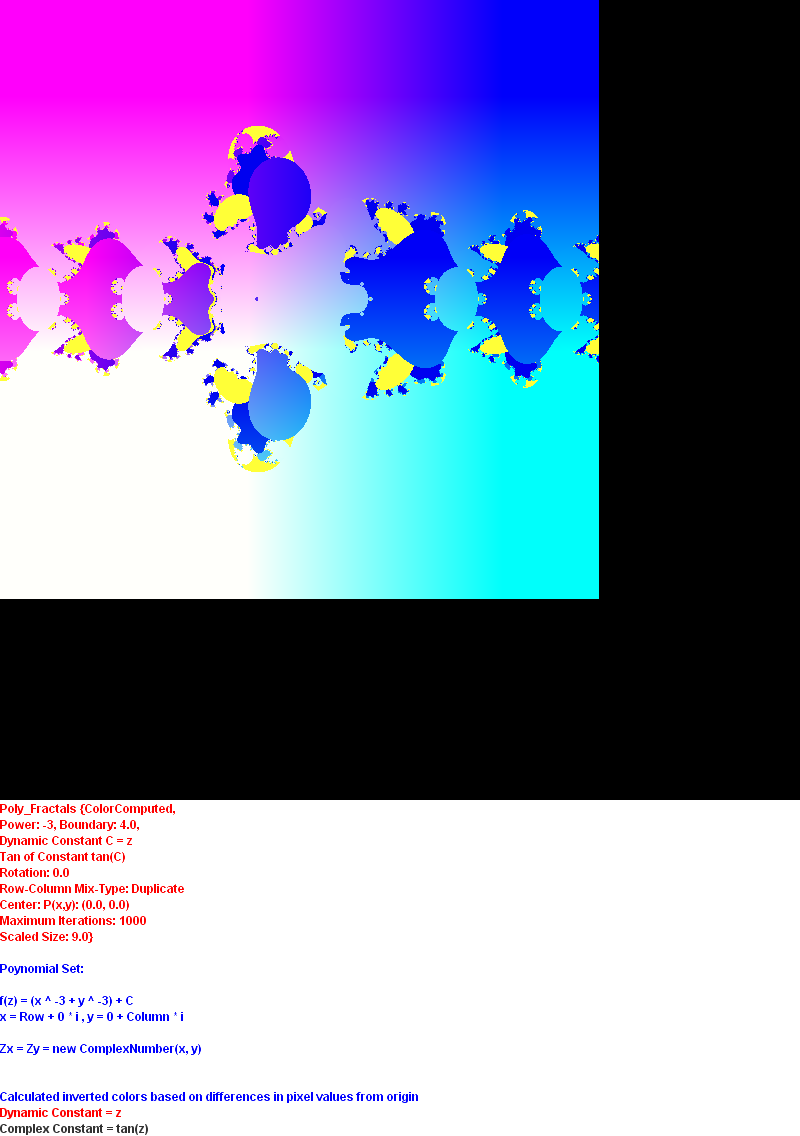 Poly_Fractals {ColorComputed,
Power: -3, Boundary: 4.0,
Dynamic Constant C = z
Tan of Constant tan(C)
Rotation: 0.0
Row-Column Mix-Type: Duplicate
Center: P(x,y): (0.0, 0.0)
Maximum Iterations: 1000
Scaled Size: 9.0}
Poynomial Set:
f(z) = (x ^ -3 + y ^ -3) + C
x = Row + 0 * i , y = 0 + Column * i
Zx = Zy = new ComplexNumber(x, y)
Calculated inverted colors based on differences in pixel values from origin
Dynamic Constant = z
Complex Constant = tan(z)